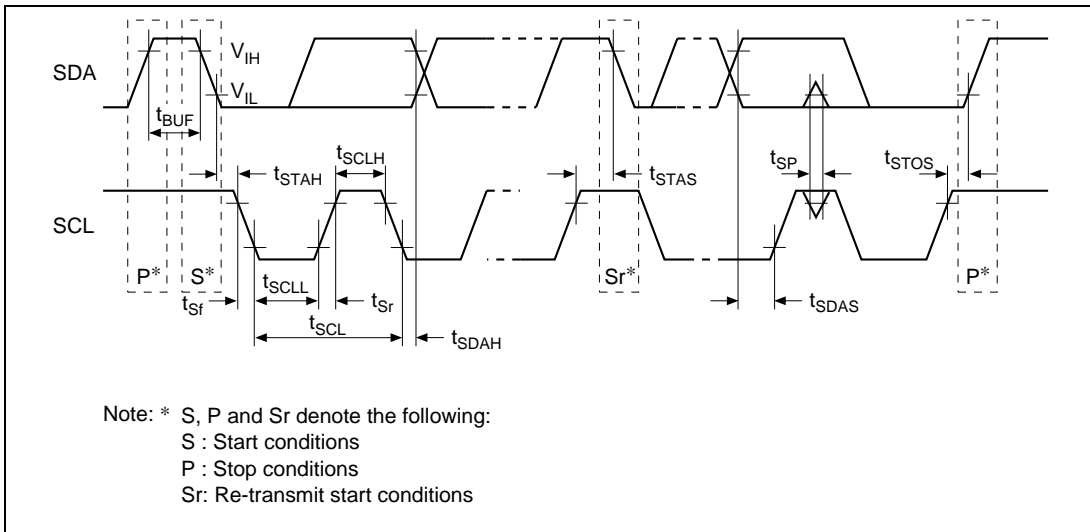 SDA
V_IH
V_IL
t_BUF
t_STAH
t_SCLH
t_STAS
t_SP
t_STOS
SCL
P*
S*
Sr*
P*
t_Sf
t_SCLL
t_Sr
t_SCL
t_SDAH
t_SDAS
Note: * S, P and Sr denote the following:
S : Start conditions
P : Stop conditions
Sr: Re-transmit start conditions